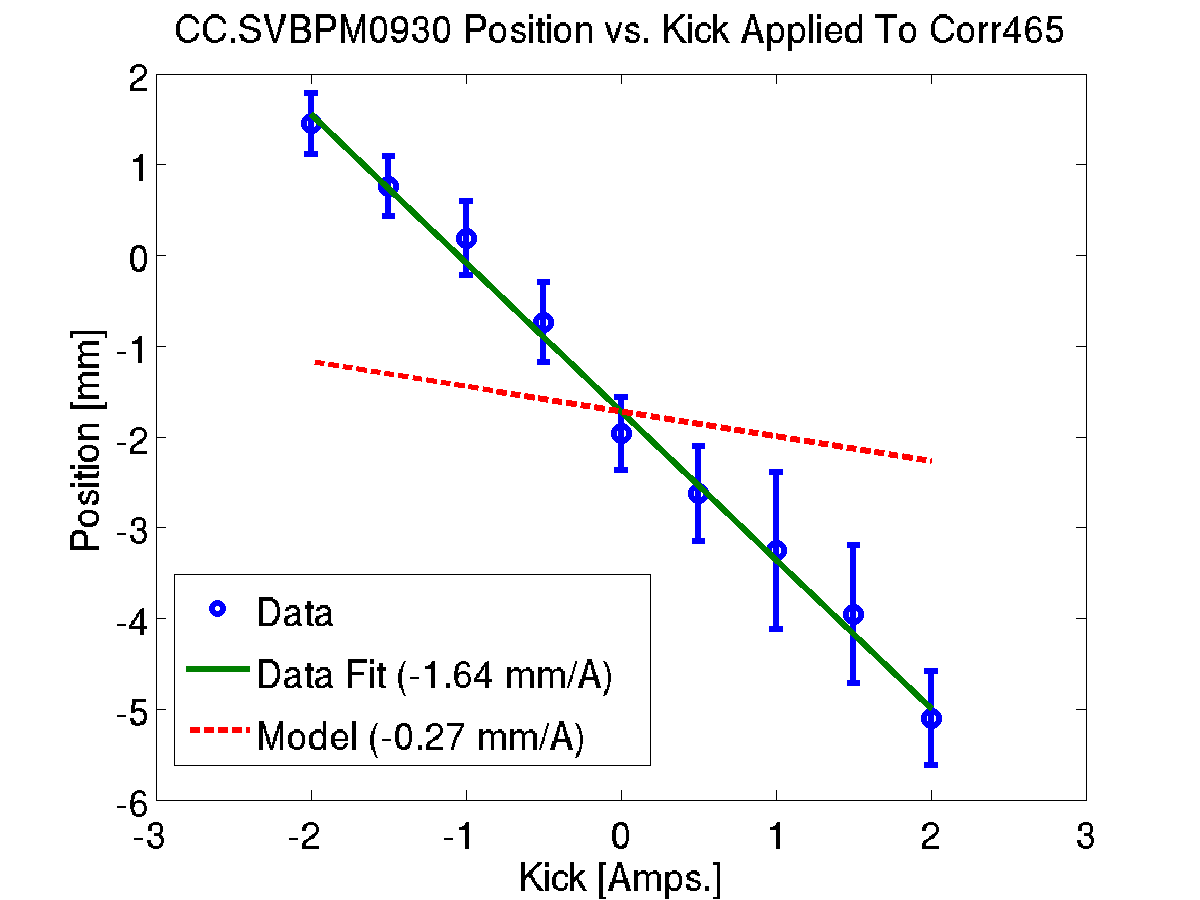 CC.SVBPM0930 Position vs. Kick Applied To Corr465
2
1
0
-1
-2
-3
-4
-5
-6
Position [mm]
Data
Data Fit (-1.64 mm/A)
Model (-0.27 mm/A)
-3 -2 -1 0 1 2 3
Kick [Amps.]